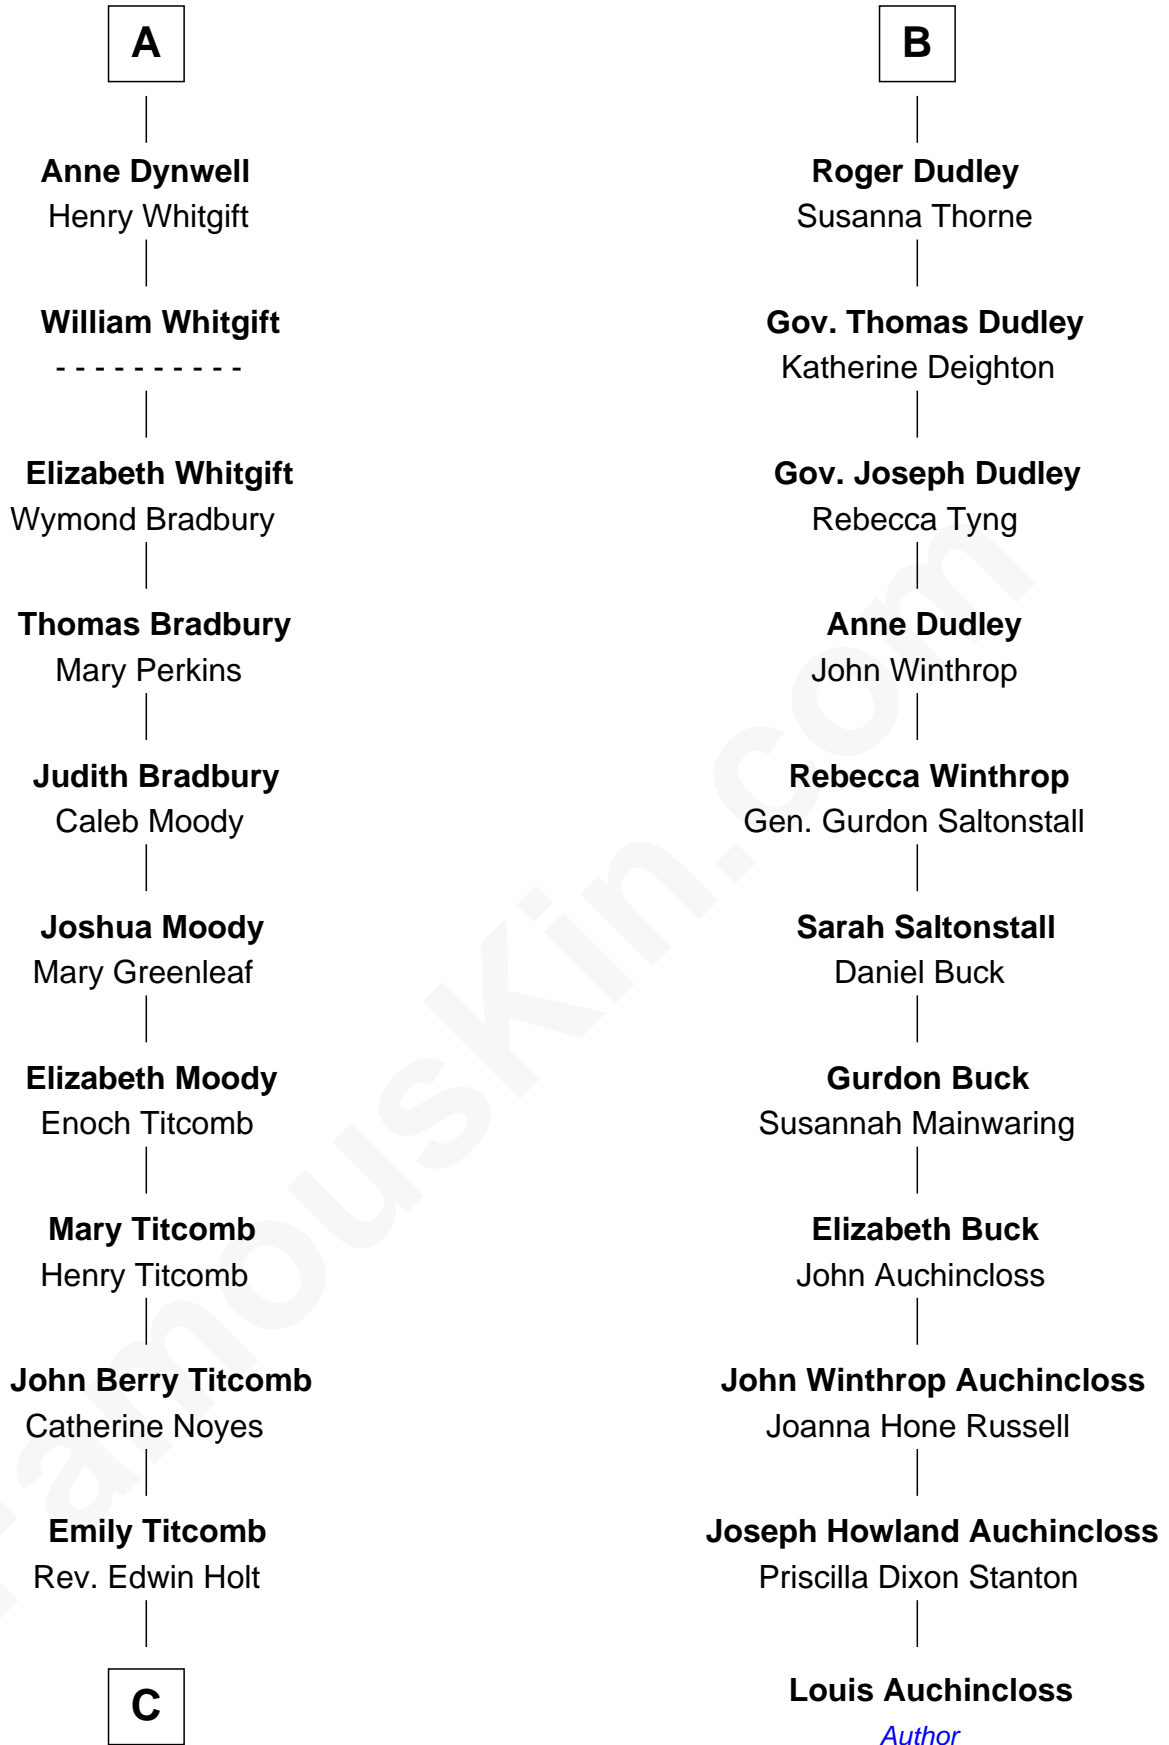 A
Anne Dynwell
Henry Whitgift
William Whitgift
- - - - - - - - - -
Elizabeth Whitgift
Wymond Bradbury
Thomas Bradbury
Mary Perkins
Judith Bradbury
Caleb Moody
Joshua Moody
Mary Greenleaf
Elizabeth Moody
Enoch Titcomb
Mary Titcomb
Henry Titcomb
John Berry Titcomb
Catherine Noyes
Emily Titcomb
Rev. Edwin Holt
C
B
Roger Dudley
Susanna Thorne
Gov. Thomas Dudley
Katherine Deighton
Gov. Joseph Dudley
Rebecca Tyng
Anne Dudley
John Winthrop
Rebecca Winthrop
Gen. Gurdon Saltonstall
Sarah Saltonstall
Daniel Buck
Gurdon Buck
Susannah Mainwaring
Elizabeth Buck
John Auchincloss
John Winthrop Auchincloss
Joanna Hone Russell
Joseph Howland Auchincloss
Priscilla Dixon Stanton
Louis Auchincloss
Author
FamousKin.com